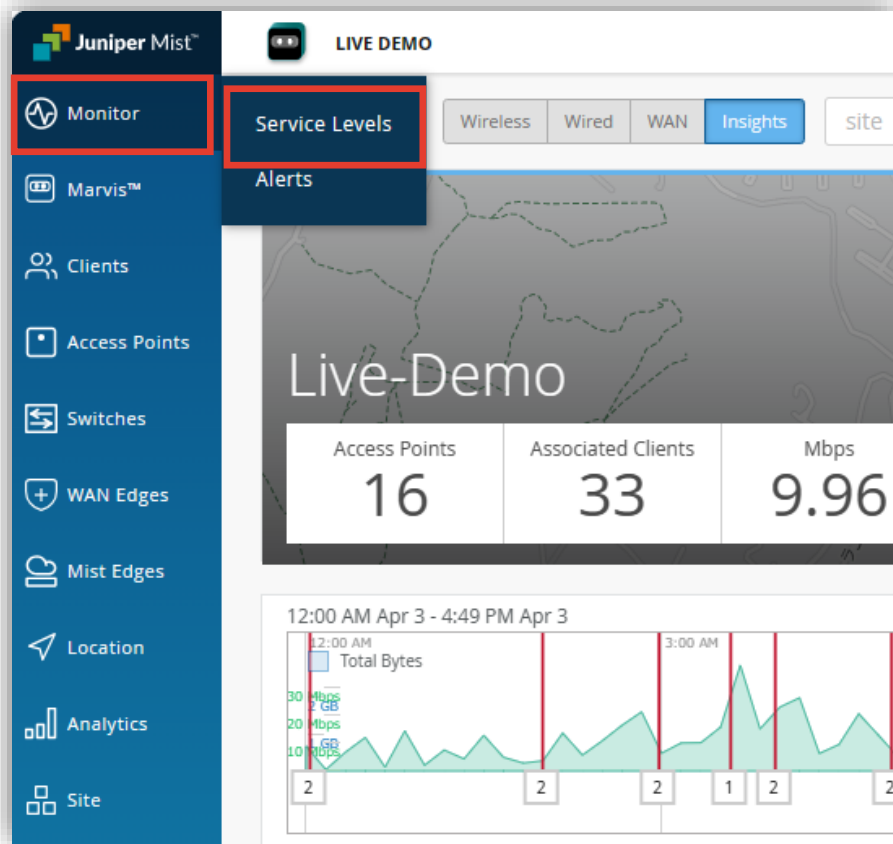 Juniper Mist™
LIVE DEMO
Monitor
Service Levels
Wireless
Wired
WAN
Insights
site
Marvis™
Alerts
Clients
Access Points
Switches
WAN Edges
Mist Edges
Location
Analytics
Site
Live-Demo
Access Points
Associated Clients
Mbps
16
33
9.96
12:00 AM Apr 3 - 4:49 PM Apr 3
12:00 AM
3:00 AM
Total Bytes
30 Mbps
2 GB
20 Mbps
1 GB
10 Mbps
2
2
2
1
2
2